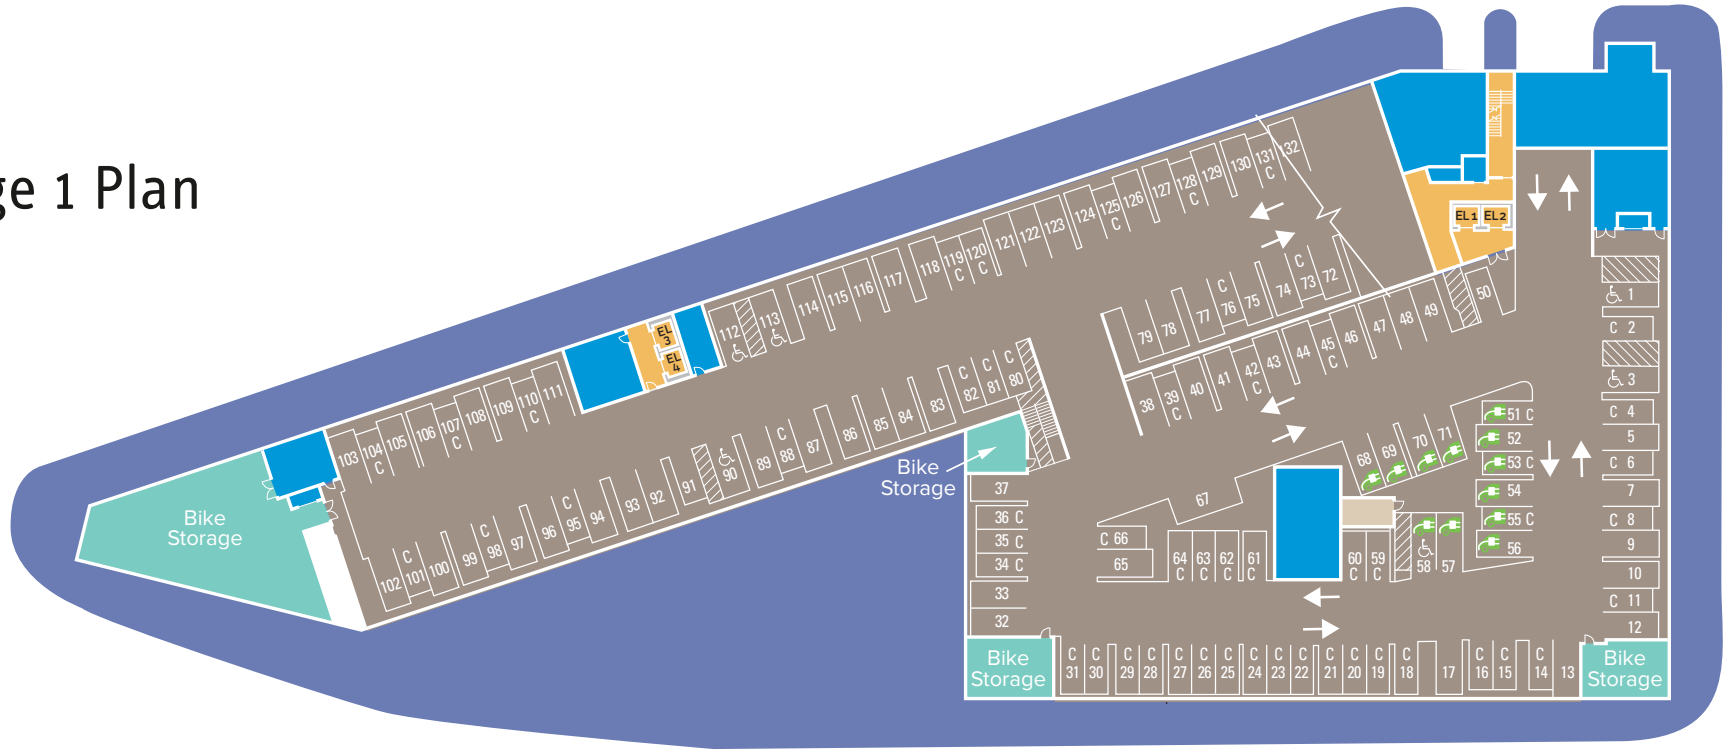 ge 1 Plan
EL 1 EL 2
EL
3
EL
4
Bike
Storage
Bike
Storage
Bike
Storage
Bike
Storage
103
104
C
105
106
107
C
108
109
110
C
111
112
113
114
115
116
117
118
119
C
120
C
121
122
123
124
125
C
126
127
128
C
129
130
131
C
132
102
C
101
100
99
C
98
97
96
C
95
94
93
92
91
90
89
C
88
87
86
85
84
83
C
82
C
81
C
80
79
78
77
C
76
75
74
C
73
72
38
39
C
40
41
42
C
43
44
45
C
46
47
48
49
50
1
C 2
3
C 4
5
C 6
7
C 8
9
10
C 11
12
51 C
52
53 C
54
55 C
56
68
69
70
71
67
C 66
65
64
C
63
C
62
C
61
C
60
C
59
C
58
57
37
36 C
35 C
34 C
33
32
C
31
C
30
C
29
C
28
C
27
C
26
C
25
C
24
C
23
C
22
C
21
C
20
C
19
C
18
17
C
16
C
15
C
14
13